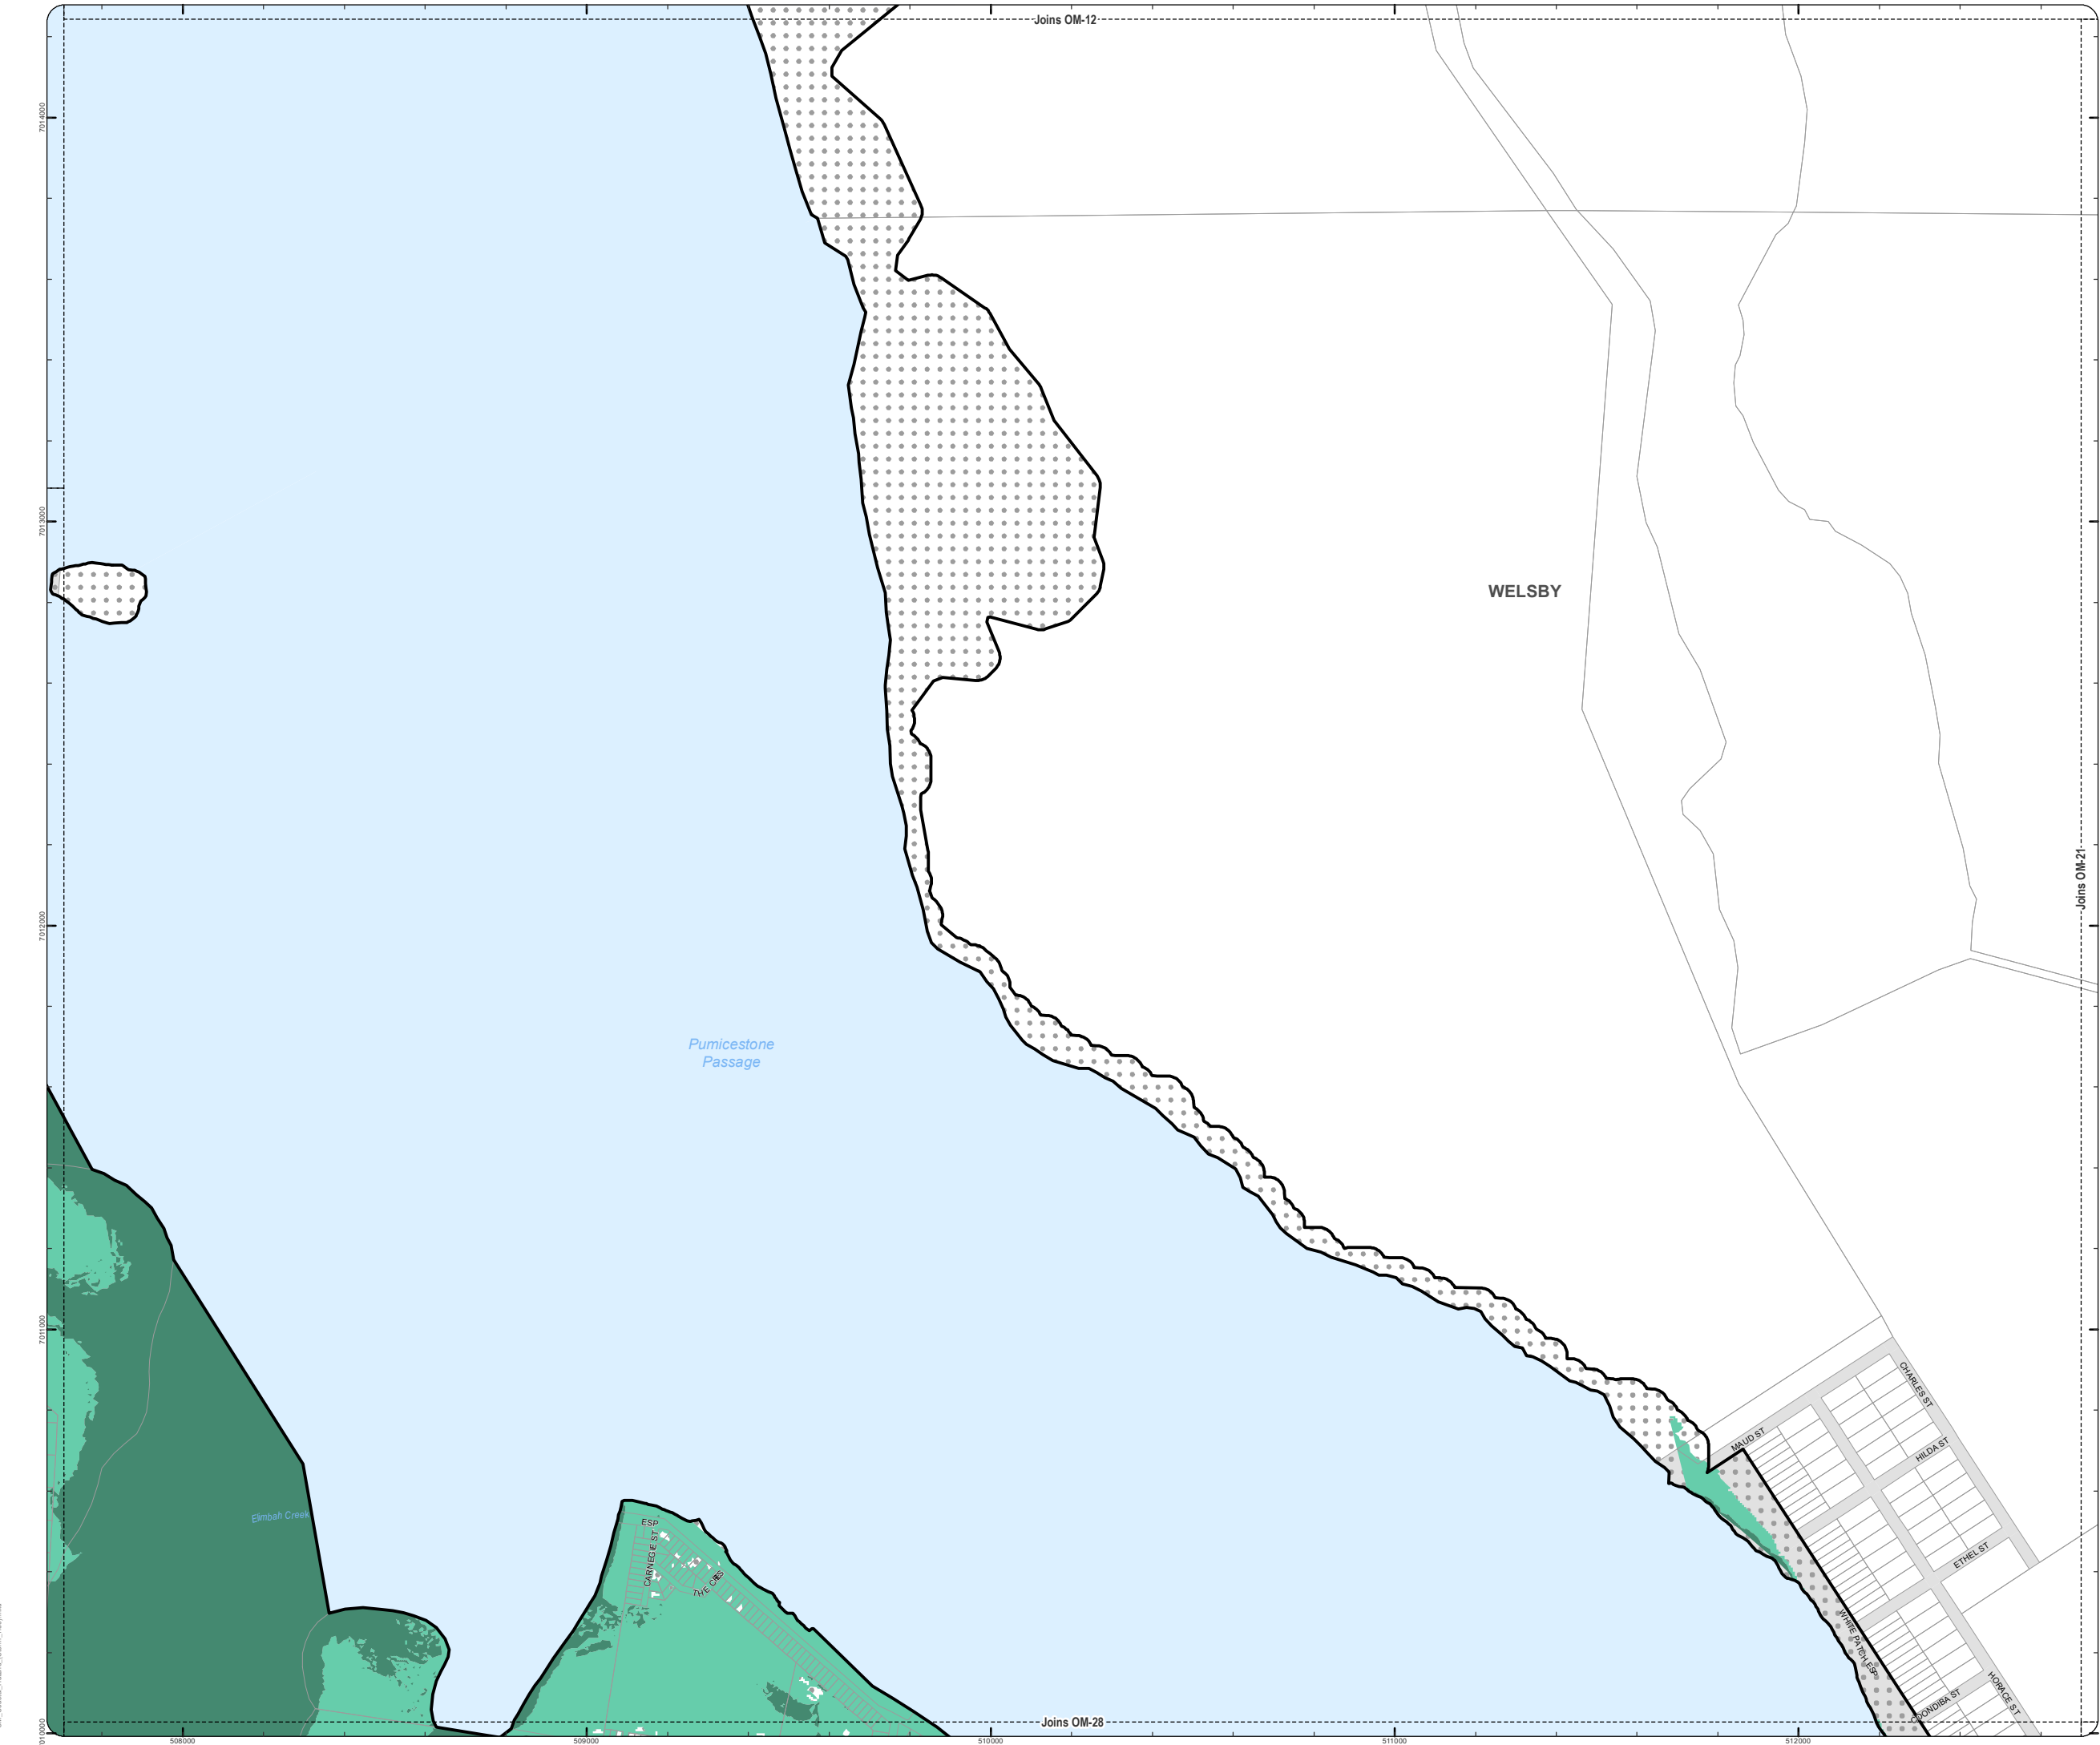 Joins OM-12
7014000
7013000
WELSBY
7012000
Joins OM-21
Pumicestone
Passage
7011000
CHARLES ST
MAUD ST
HILDA ST
Elimbah Creek
ESP
CARNEGIE ST
ETHEL ST
WHITE PATCH ESP
HORACE ST
Joins OM-28
508000
509000
510000
511000
512000